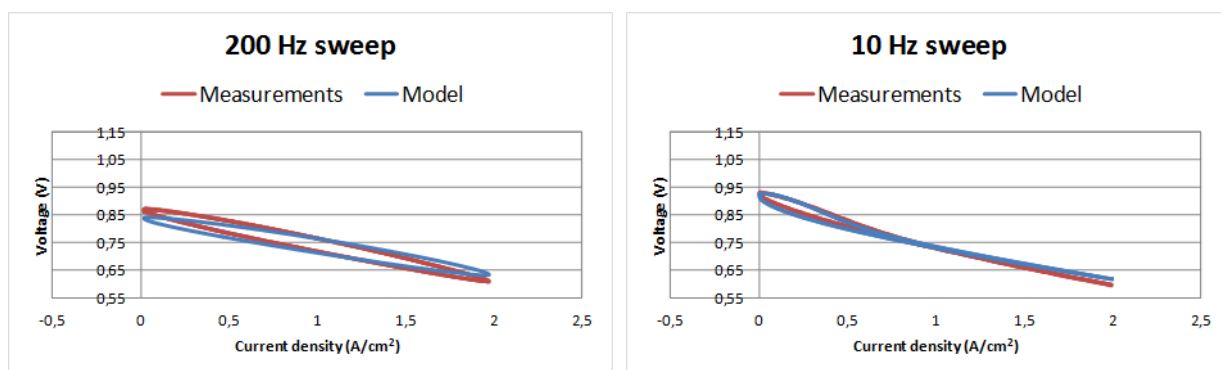 200 Hz sweep
Measurements Model
1,15
1,05
0,95
0,85
0,75
0,65
0,55
Voltage (V)
-0,5 0 0,5 1 1,5 2 2,5
Current density (A/cm²)
10 Hz sweep
Measurements Model
1,15
1,05
0,95
0,85
0,75
0,65
0,55
Voltage (V)
-0,5 0 0,5 1 1,5 2 2,5
Current density (A/cm²)